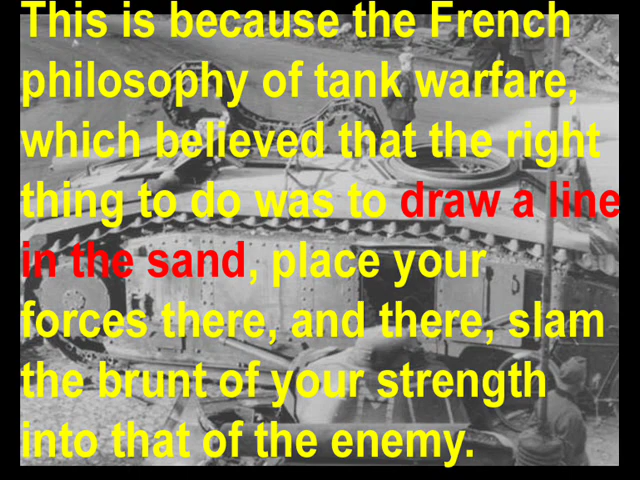 This is because the French
philosophy of tank warfare,
which believed that the right
thing to do was to draw a line
in the sand, place your
forces there, and there, slam
the brunt of your strength
into that of the enemy.